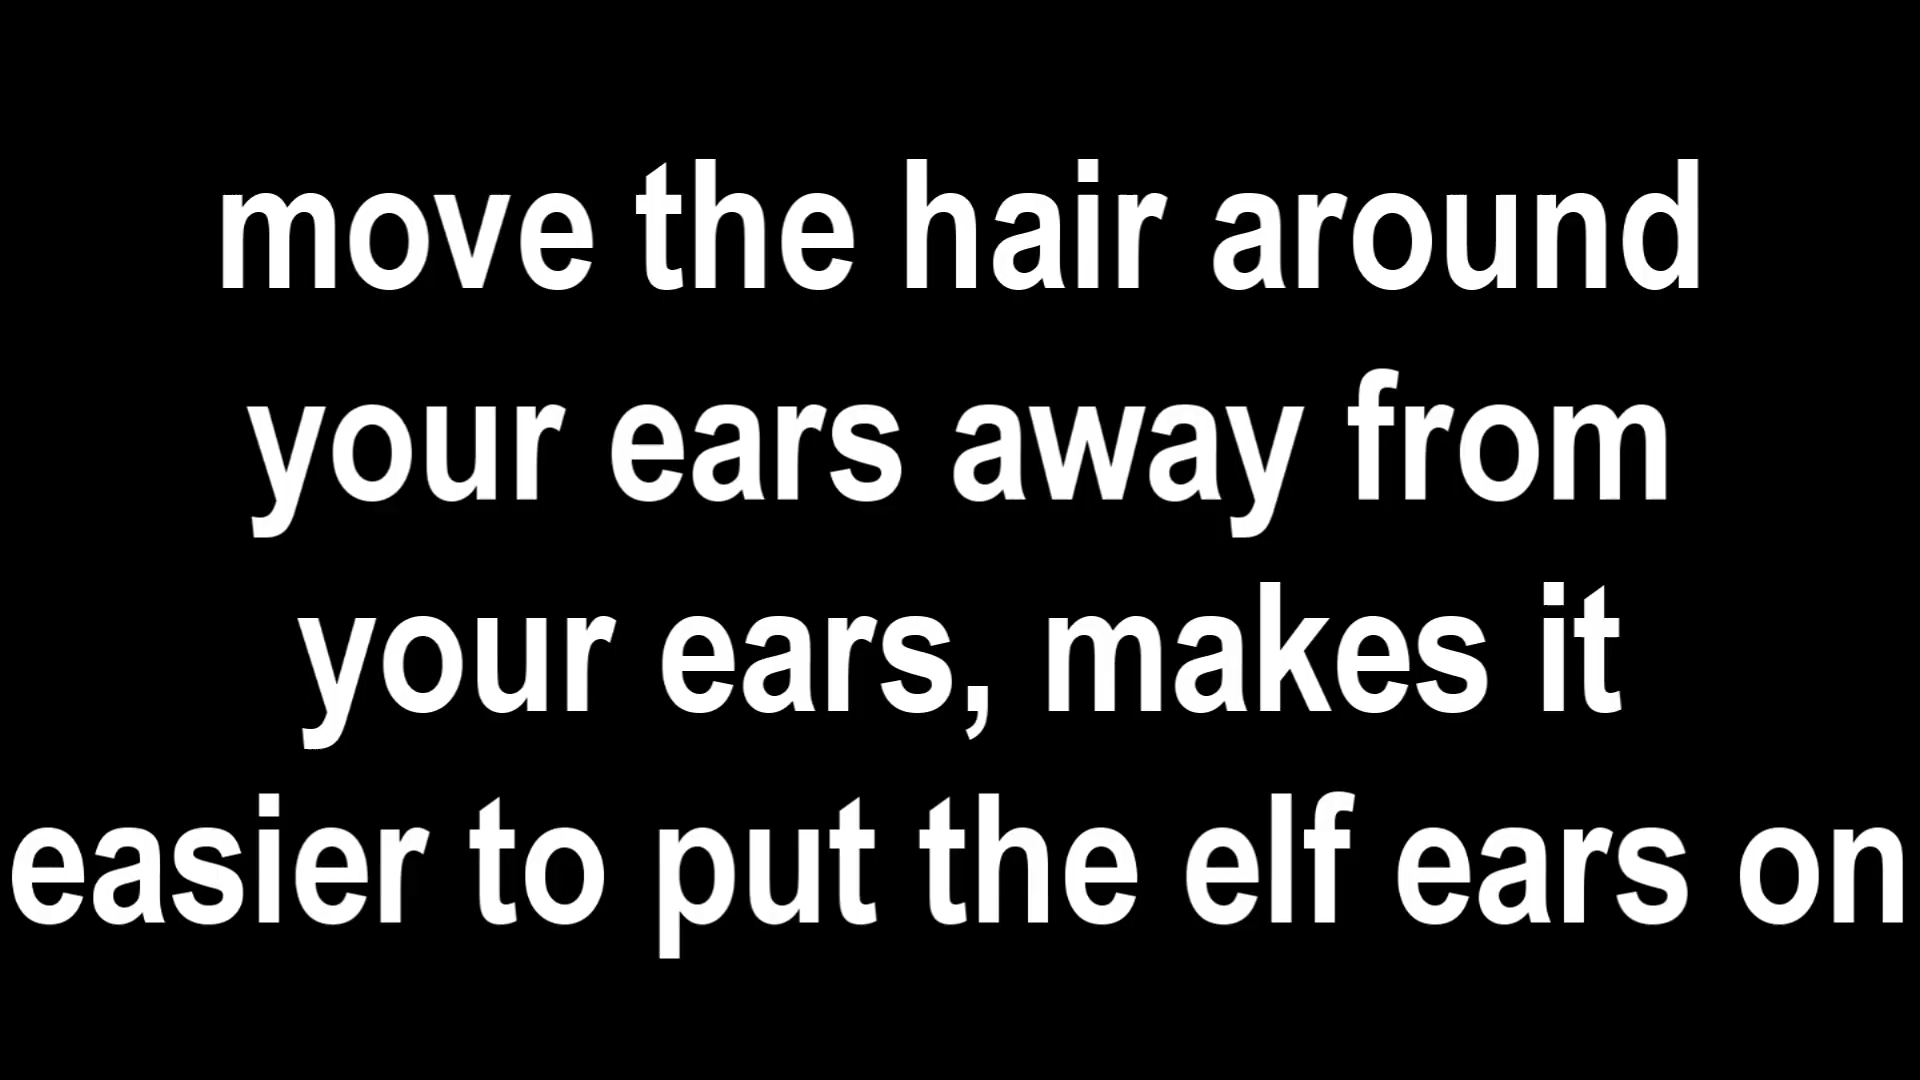 move the hair around
your ears away from
your ears, makes it
easier to put the elf ears on